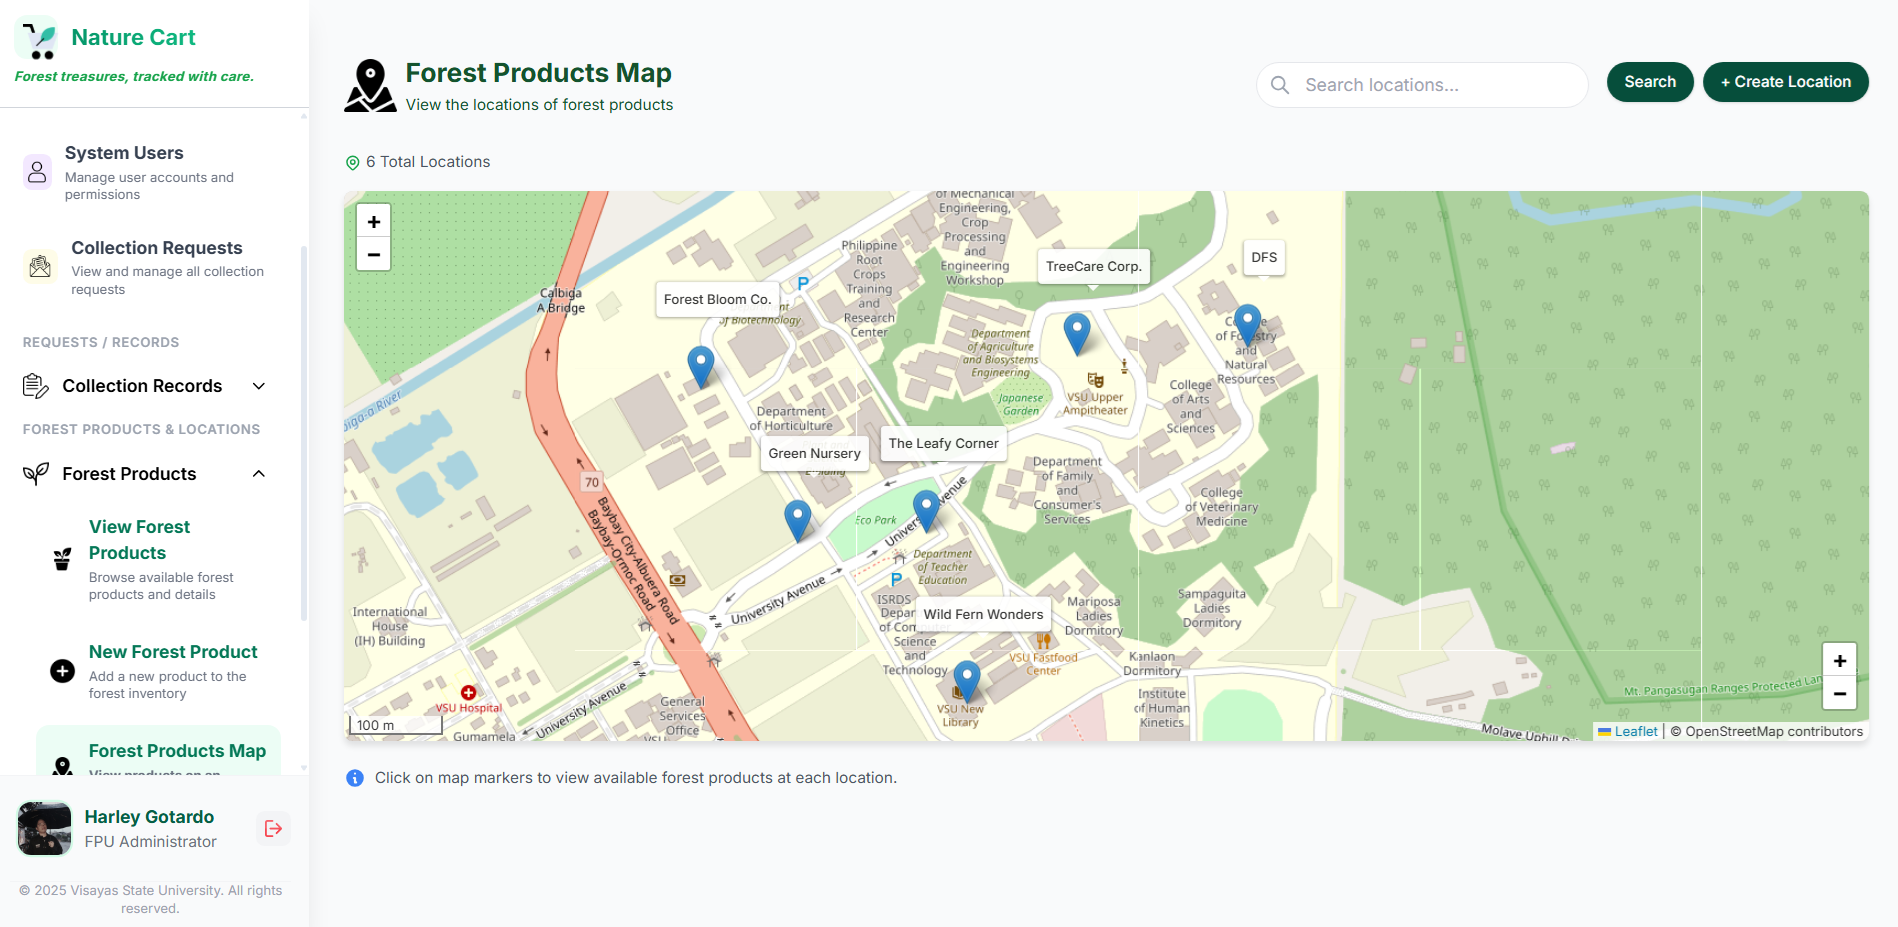 Nature Cart
Forest treasures, tracked with care.
System Users
Manage user accounts and
permissions
Collection Requests
View and manage all collection
requests
REQUESTS / RECORDS
Collection Records
FOREST PRODUCTS & LOCATIONS
Forest Products
View Forest
Products
Browse available forest
products and details
New Forest Product
Add a new product to the
forest inventory
Forest Products Map
View products on an
Harley Gotardo
FPU Administrator
© 2025 Visayas State University. All rights
reserved.
Forest Products Map
View the locations of forest products
Search locations...
Search
+ Create Location
6 Total Locations
+
−
Calbiga
A Bridge
Forest Bloom Co.
of Biotechnology
P
Philippine
Root
Crops
Training
and
Research
Center
of Mechanical
Engineering,
Crop
Processing
and
Engineering
Workshop
TreeCare Corp.
DFS
Department
of Agriculture
and Biosystems
Engineering
Japanese
Garden
VSU Upper
Ampitheater
College
of Arts
and
Sciences
of Forestry
and
Natural
Resources
Department
of Horticulture
Green Nursery
Building
The Leafy Corner
Department
of Family
and
Consumer's
Services
College
of Veterinary
Medicine
70
Baybay City-Albuera Road
Baybay-Ormoc Road
Eco Park
University Avenue
Department
of Teacher
Education
P
University Avenue
International
House
(IH) Building
ISRDS
Science
and
Technology
Wild Fern Wonders
Mariposa
Ladies
Dormitory
Sampaguita
Ladies
Dormitory
VSU Fastfood
Center
Kanlaon
Dormitory
VSU New
Library
Institute
of Human
Kinetics
VSU Hospital
University Avenue
General
Services
Office
VSU
Gumamela
100 m
Mt. Pangasugan Ranges Protected
+
−
Leaflet | © OpenStreetMap contributors
Click on map markers to view available forest products at each location.